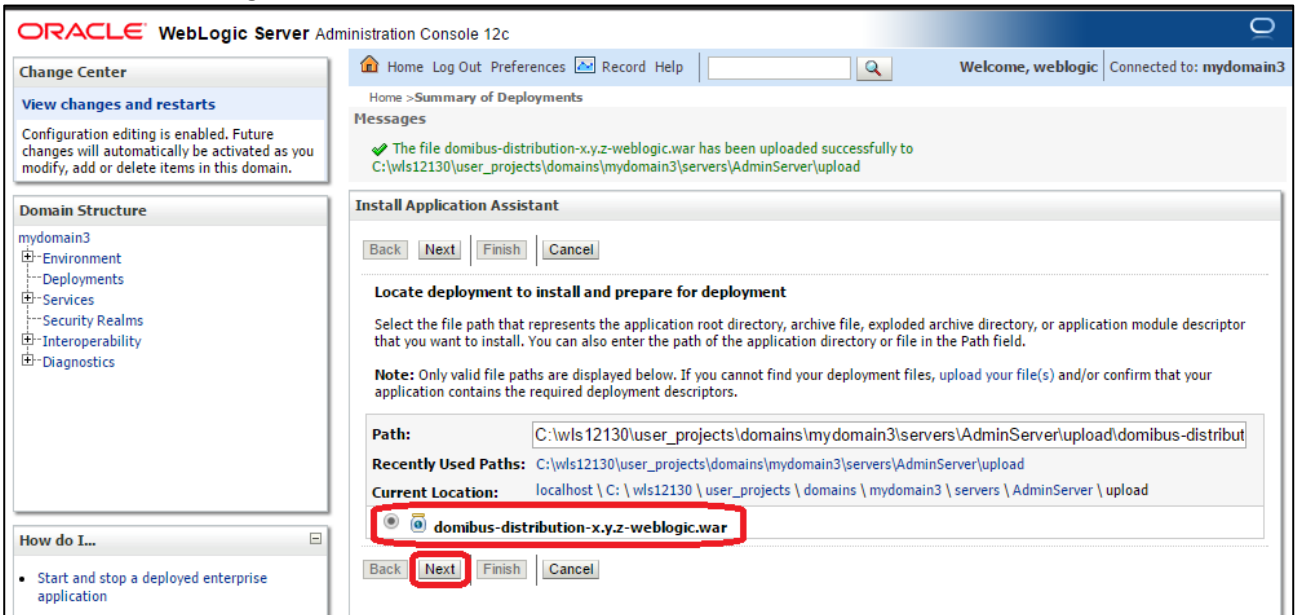 ORACLE WebLogic Server Administration Console 12c
Change Center
View changes and restarts
Configuration editing is enabled. Future
changes will automatically be activated as you
modify, add or delete items in this domain.
Domain Structure
mydomain3
Environment
Deployments
Services
Security Realms
Interoperability
Diagnostics
How do I...
Start and stop a deployed enterprise
application
Home Log Out Preferences Record Help
Welcome, weblogic Connected to: mydomain3
Home >Summary of Deployments
Messages
The file domibus-distribution-x.y.z-weblogic.war has been uploaded successfully to
C:\wls12130\user_projects\domains\mydomain3\servers\AdminServer\upload
Install Application Assistant
Back Next Finish Cancel
Locate deployment to install and prepare for deployment
Select the file path that represents the application root directory, archive file, exploded archive directory, or application module descriptor
that you want to install. You can also enter the path of the application directory or file in the Path field.
Note: Only valid file paths are displayed below. If you cannot find your deployment files, upload your file(s) and/or confirm that your
application contains the required deployment descriptors.
Path: C:\wls12130\user_projects\domains\mydomain3\servers\AdminServer\upload\domibus-distribut
Recently Used Paths: C:\wls12130\user_projects\domains\mydomain3\servers\AdminServer\upload
Current Location: localhost \ C: \ wls12130 \ user_projects \ domains \ mydomain3 \ servers \ AdminServer \ upload
domibus-distribution-x.y.z-weblogic.war
Back Next Finish Cancel